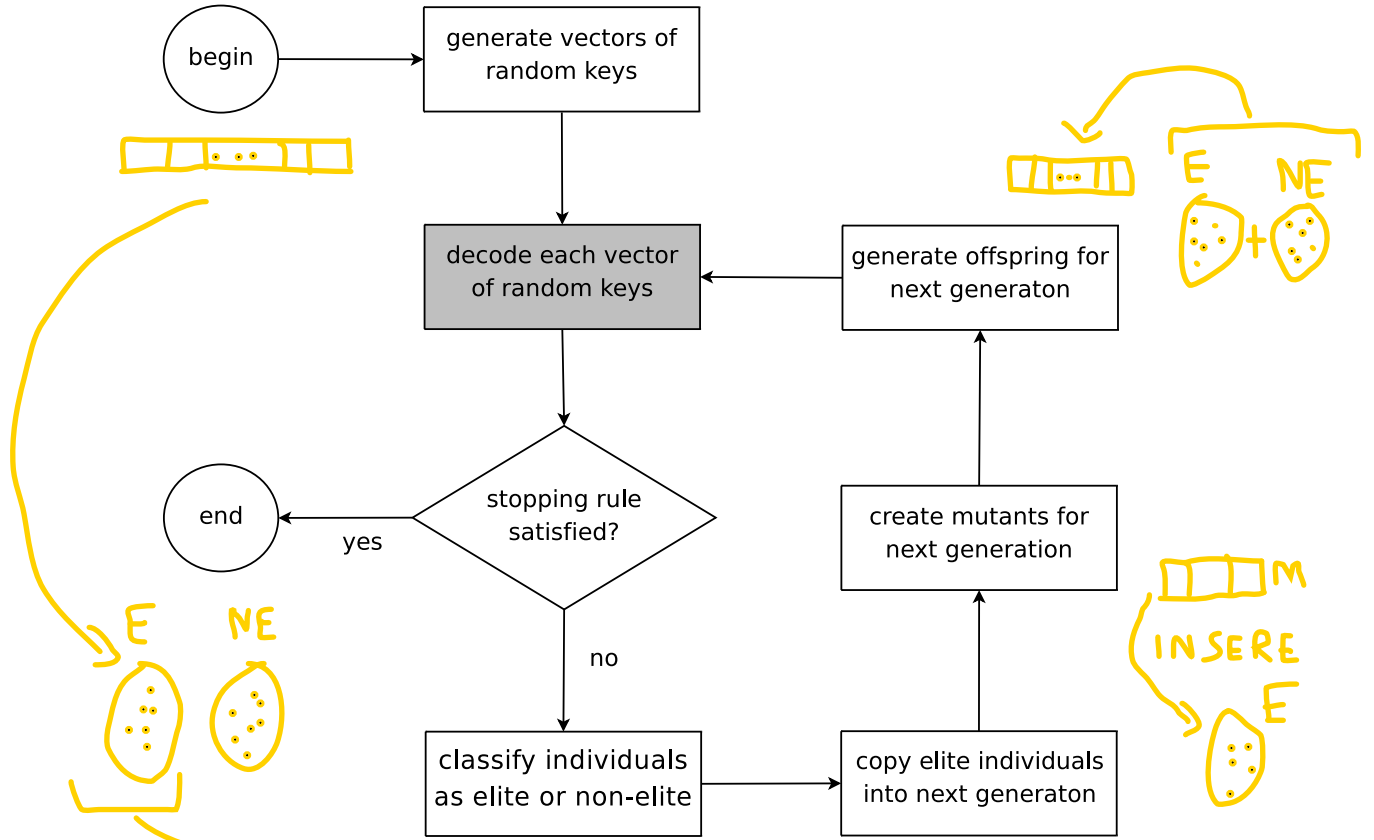 begin
generate vectors of
random keys
E
NE
decode each vector
of random keys
generate offspring for
next generaton
+
stopping rule
satisfied?
end
yes
no
create mutants for
next generation
M
INSERE
E
E
NE
classify individuals
as elite or non-elite
copy elite individuals
into next generaton